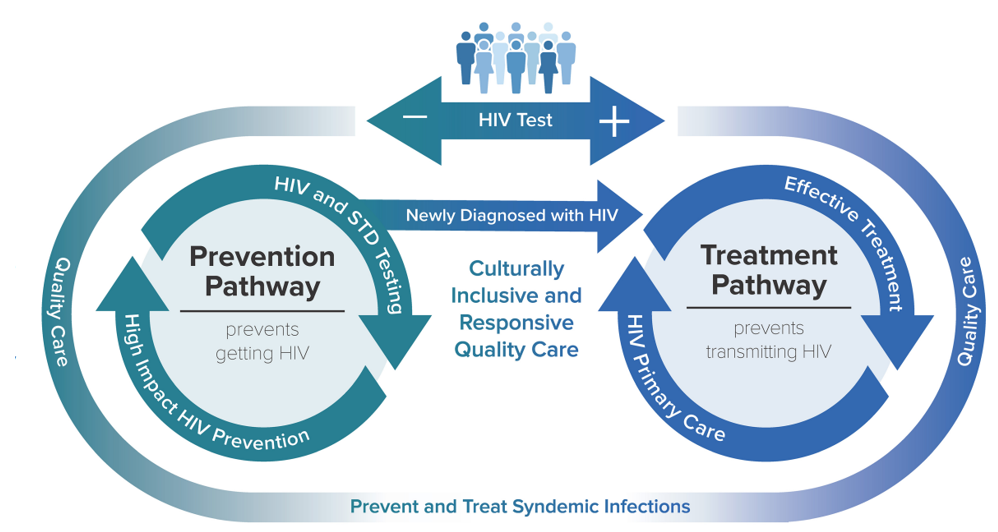 − HIV Test +
HIV and STD Testing
Newly Diagnosed with HIV
Effective Treatment
Prevention
Pathway
prevents
getting HIV
High Impact HIV Prevention
Quality Care
Culturally
Inclusive and
Responsive
Quality Care
Treatment
Pathway
prevents
transmitting HIV
HIV Primary Care
Quality Care
Prevent and Treat Syndemic Infections